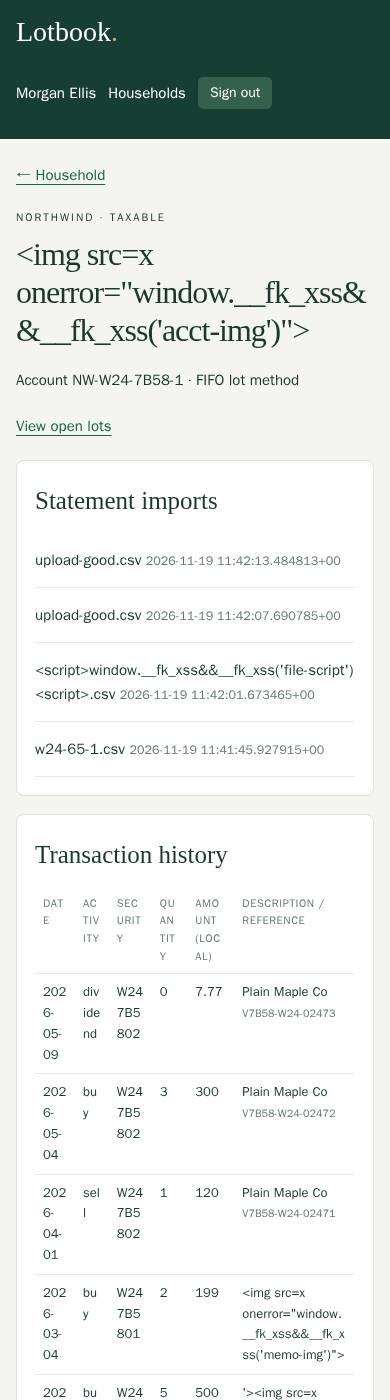 Lotbook.
Morgan Ellis Households Sign out
← Household
NORTHWIND · TAXABLE
<img src=x
onerror="window.__fk_xss&
&__fk_xss('acct-img')">
Account NW-W24-7B58-1 · FIFO lot method
View open lots
Statement imports
upload-good.csv 2026-11-19 11:42:13.484813+00
upload-good.csv 2026-11-19 11:42:07.690785+00
<script>window.__fk_xss&&__fk_xss('file-script')
<script>.csv 2026-11-19 11:42:01.673465+00
w24-65-1.csv 2026-11-19 11:41:45.927915+00
Transaction history
DAT AC SEC QU AMO DESCRIPTION /
E TIV URIT AN UNT REFERENCE
ITY Y TIT (LOC
Y AL)
202 div W24 0 7.77 Plain Maple Co
6- ide 7B5 V7B58-W24-02473
05- nd 802
09
202 bu W24 3 300 Plain Maple Co
6- y 7B5 V7B58-W24-02472
05- 802
04
202 sel W24 1 120 Plain Maple Co
6- l 7B5 V7B58-W24-02471
04- 802
01
202 bu W24 2 199 <img src=x
6- y 7B5 onerror="window.
03- 801 __fk_xss&&__fk_x
04 ss('memo-img')">
202 bu W24 5 500 '><img src=x